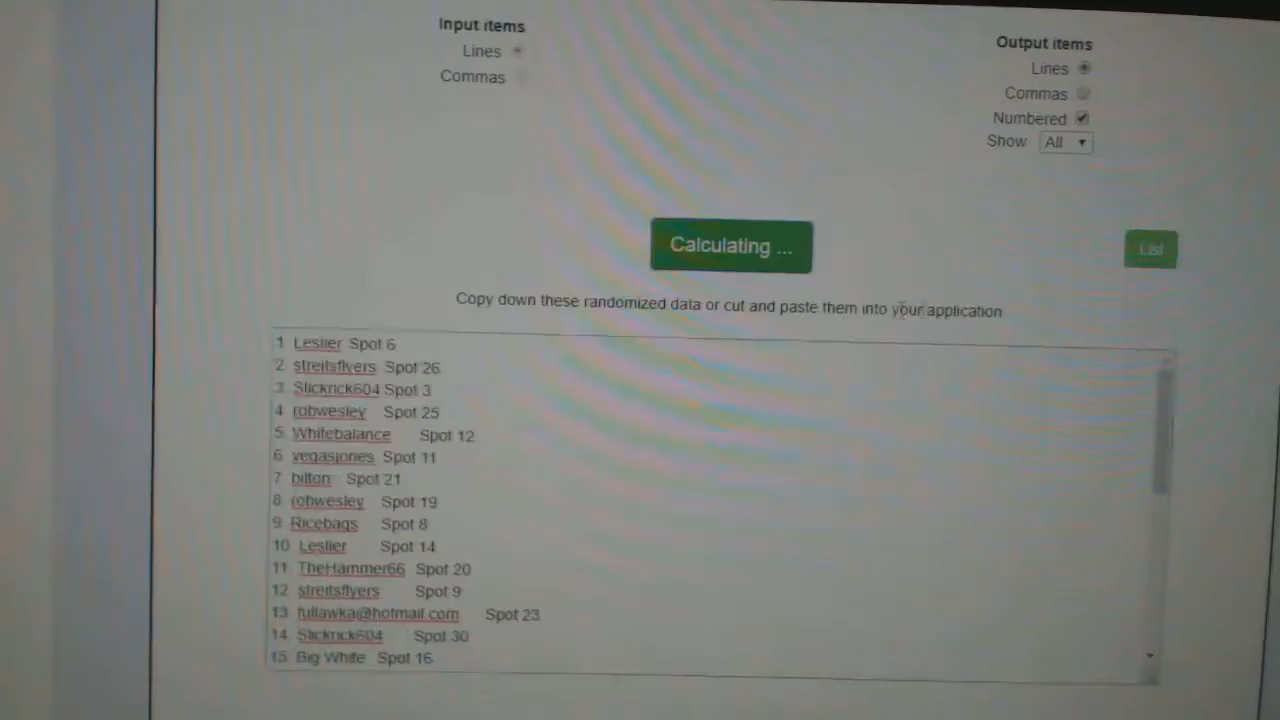 Input items
Lines
Commas
Output items
Lines
Commas
Numbered
Show All
Calculating ...
List
Copy down these randomized data or cut and paste them into your application
1 Leslier Spot 6
2 streitsflyers Spot 26
3 Slickrick604 Spot 3
4 robwesley Spot 25
5 Whitebalance Spot 12
6 vegasjones Spot 11
7 bilton Spot 21
8 robwesley Spot 19
9 Ricebags Spot 8
10 Leslier Spot 14
11 TheHammer66 Spot 20
12 streitsflyers Spot 9
13 fullawka@hotmail.com Spot 23
14 Slickrick604 Spot 30
15 Big White Spot 16